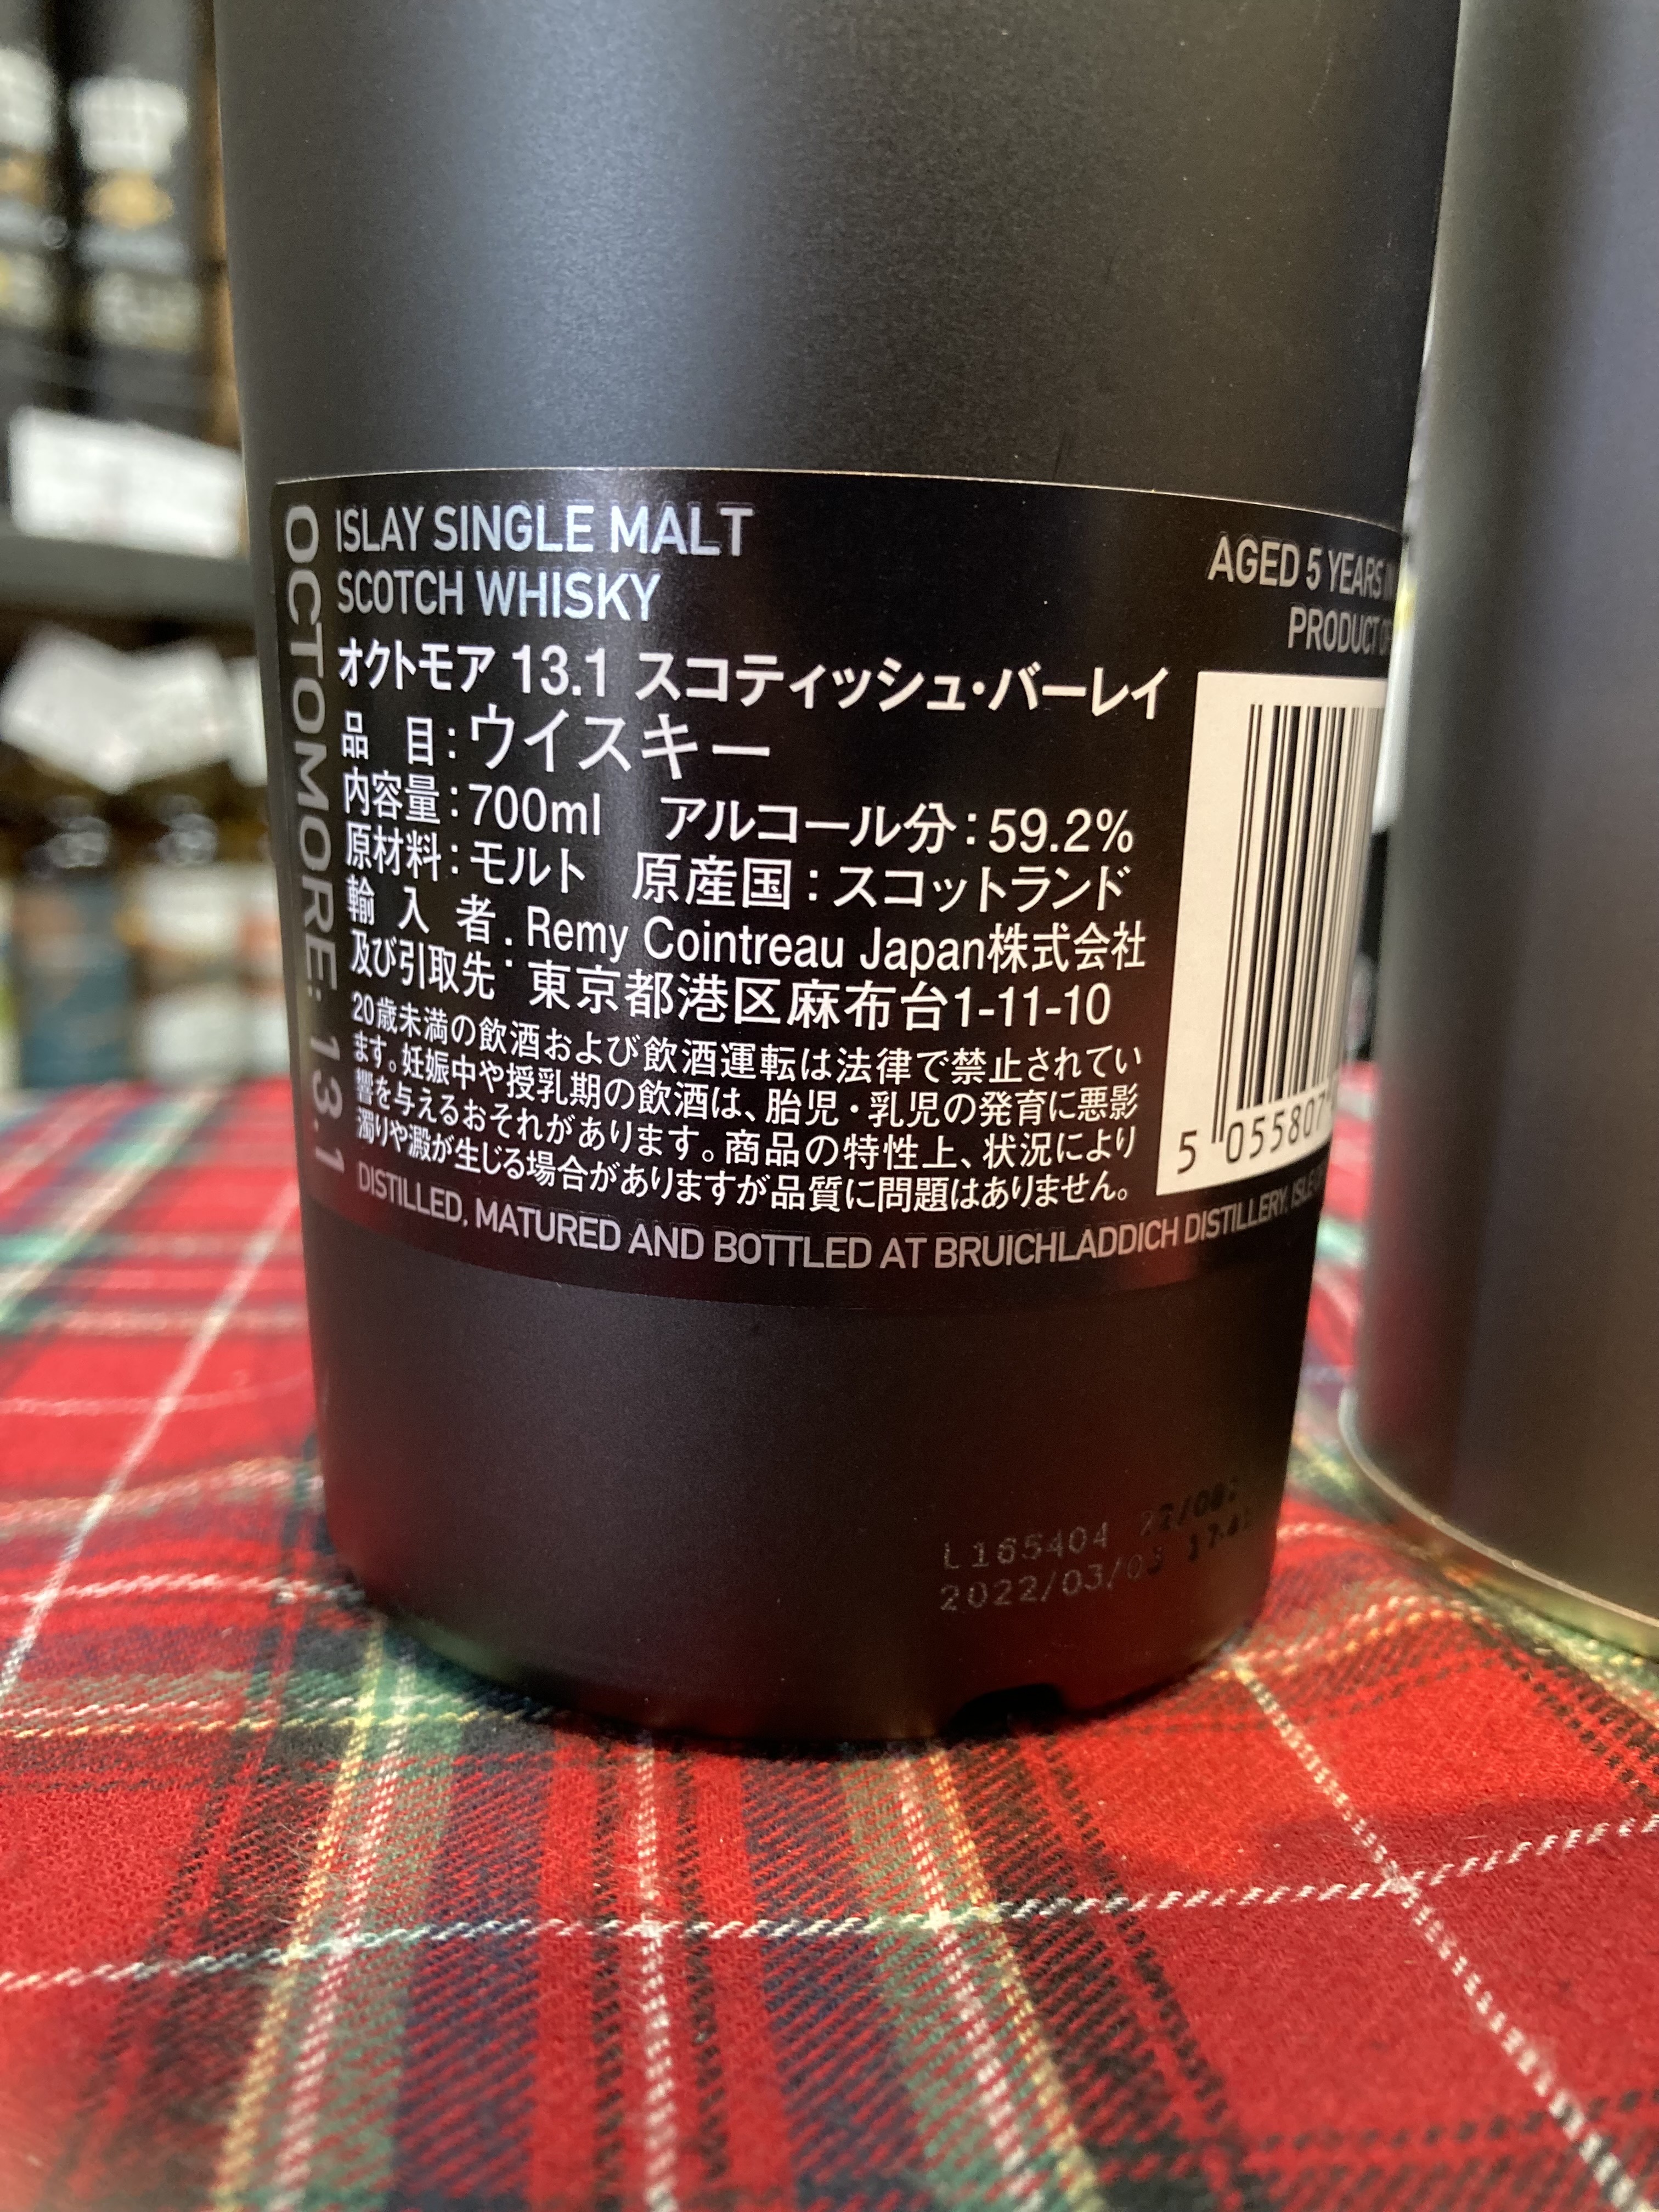 OCTOMORE: 13.1
ISLAY SINGLE MALT
SCOTCH WHISKY
オクトモア 13.1 スコティッシュ・バーレイ
品 目:ウイスキー
内容量:700ml アルコール分:59.2%
原材料:モルト 原産国:スコットランド
輸入者及び引取先:Remy Cointreau Japan株式会社
東京都港区麻布台1-11-10
20歳未満の飲酒および飲酒運転は法律で禁止されてい
ます。妊娠中や授乳期の飲酒は、胎児・乳児の発育に悪影
響を与えるおそれがあります。商品の特性上、状況により
濁りや澱が生じる場合がありますが品質に問題はありません。
DISTILLED, MATURED AND BOTTLED AT BRUICHLADDICH DISTILLERY, ISLE
AGED 5 YEARS IN
PRODUCT OF
5 055807
L165404